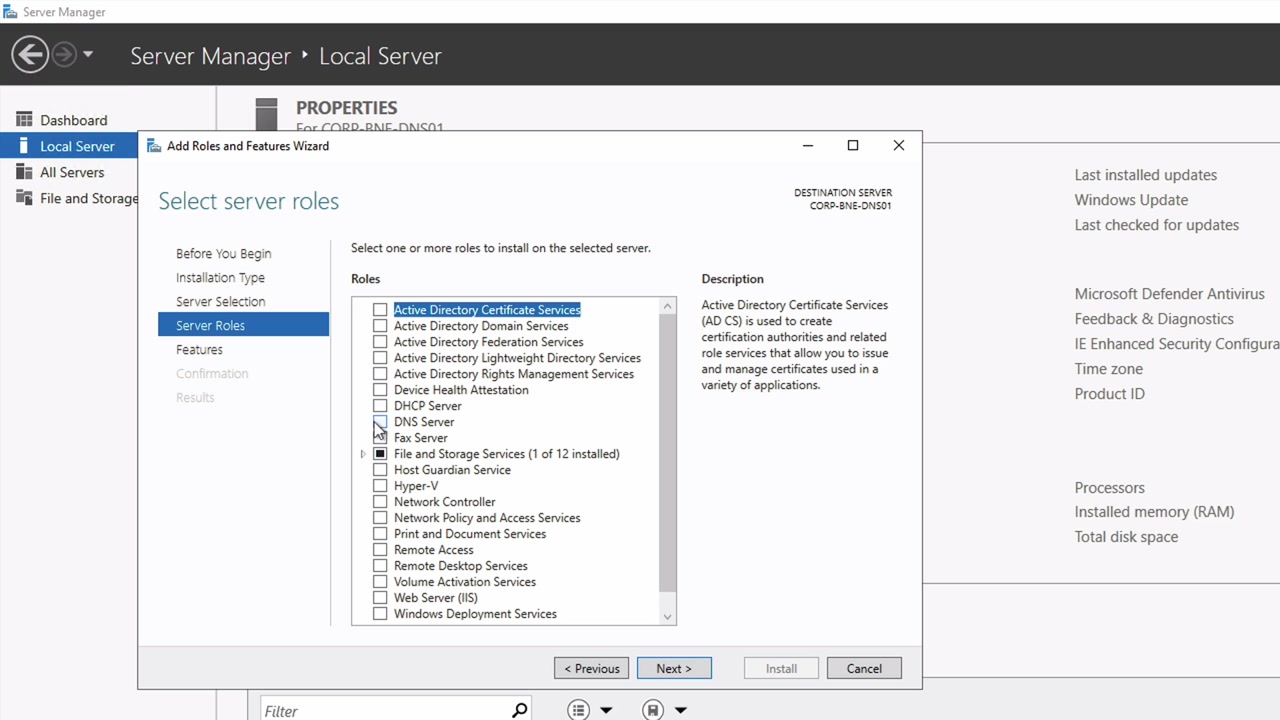 Server Manager
Server Manager ‣ Local Server
Dashboard
Local Server
All Servers
File and Storage
PROPERTIES
For CORP-BNE-DNS01
Add Roles and Features Wizard
Select server roles
DESTINATION SERVER
CORP-BNE-DNS01
Before You Begin
Installation Type
Server Selection
Server Roles
Features
Confirmation
Results
Select one or more roles to install on the selected server.
Roles
Active Directory Certificate Services
Active Directory Domain Services
Active Directory Federation Services
Active Directory Lightweight Directory Services
Active Directory Rights Management Services
Device Health Attestation
DHCP Server
DNS Server
Fax Server
File and Storage Services (1 of 12 installed)
Host Guardian Service
Hyper-V
Network Controller
Network Policy and Access Services
Print and Document Services
Remote Access
Remote Desktop Services
Volume Activation Services
Web Server (IIS)
Windows Deployment Services
Description
Active Directory Certificate Services
(AD CS) is used to create
certification authorities and related
role services that allow you to issue
and manage certificates used in a
variety of applications.
< Previous
Next >
Install
Cancel
Last installed updates
Windows Update
Last checked for updates
Microsoft Defender Antivirus
Feedback & Diagnostics
IE Enhanced Security Configura
Time zone
Product ID
Processors
Installed memory (RAM)
Total disk space
Filter